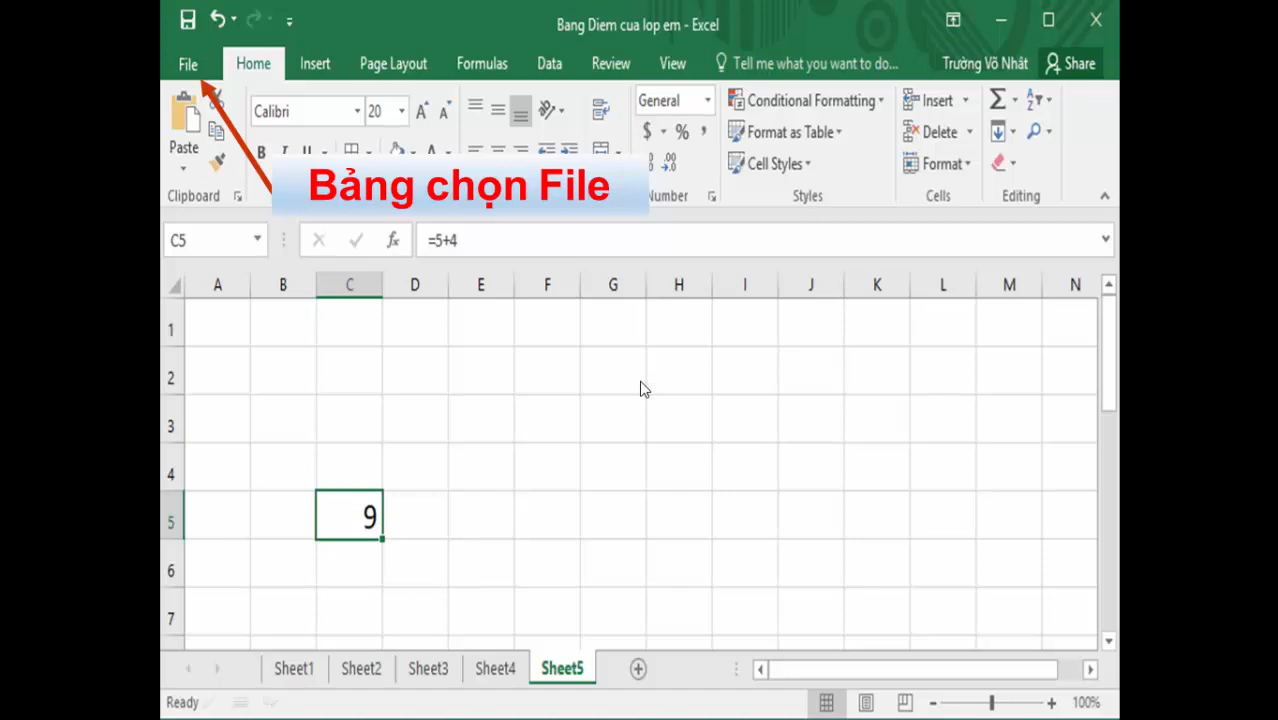 Bang Diem cua lop em - Excel
File Home Insert Page Layout Formulas Data Review View Tell me what you want to do... Trường Võ Nhât Share
Calibri 20 General Conditional Formatting Insert
Paste $ % , Format as Table Delete
B I U Cell Styles Format
Bảng chọn File
Clipboard Number Styles Cells Editing
C5 fx =5+4
A B C D E F G H I J K L M N
1
2
3
4
5 9
6
7
Sheet1 Sheet2 Sheet3 Sheet4 Sheet5
Ready 100%